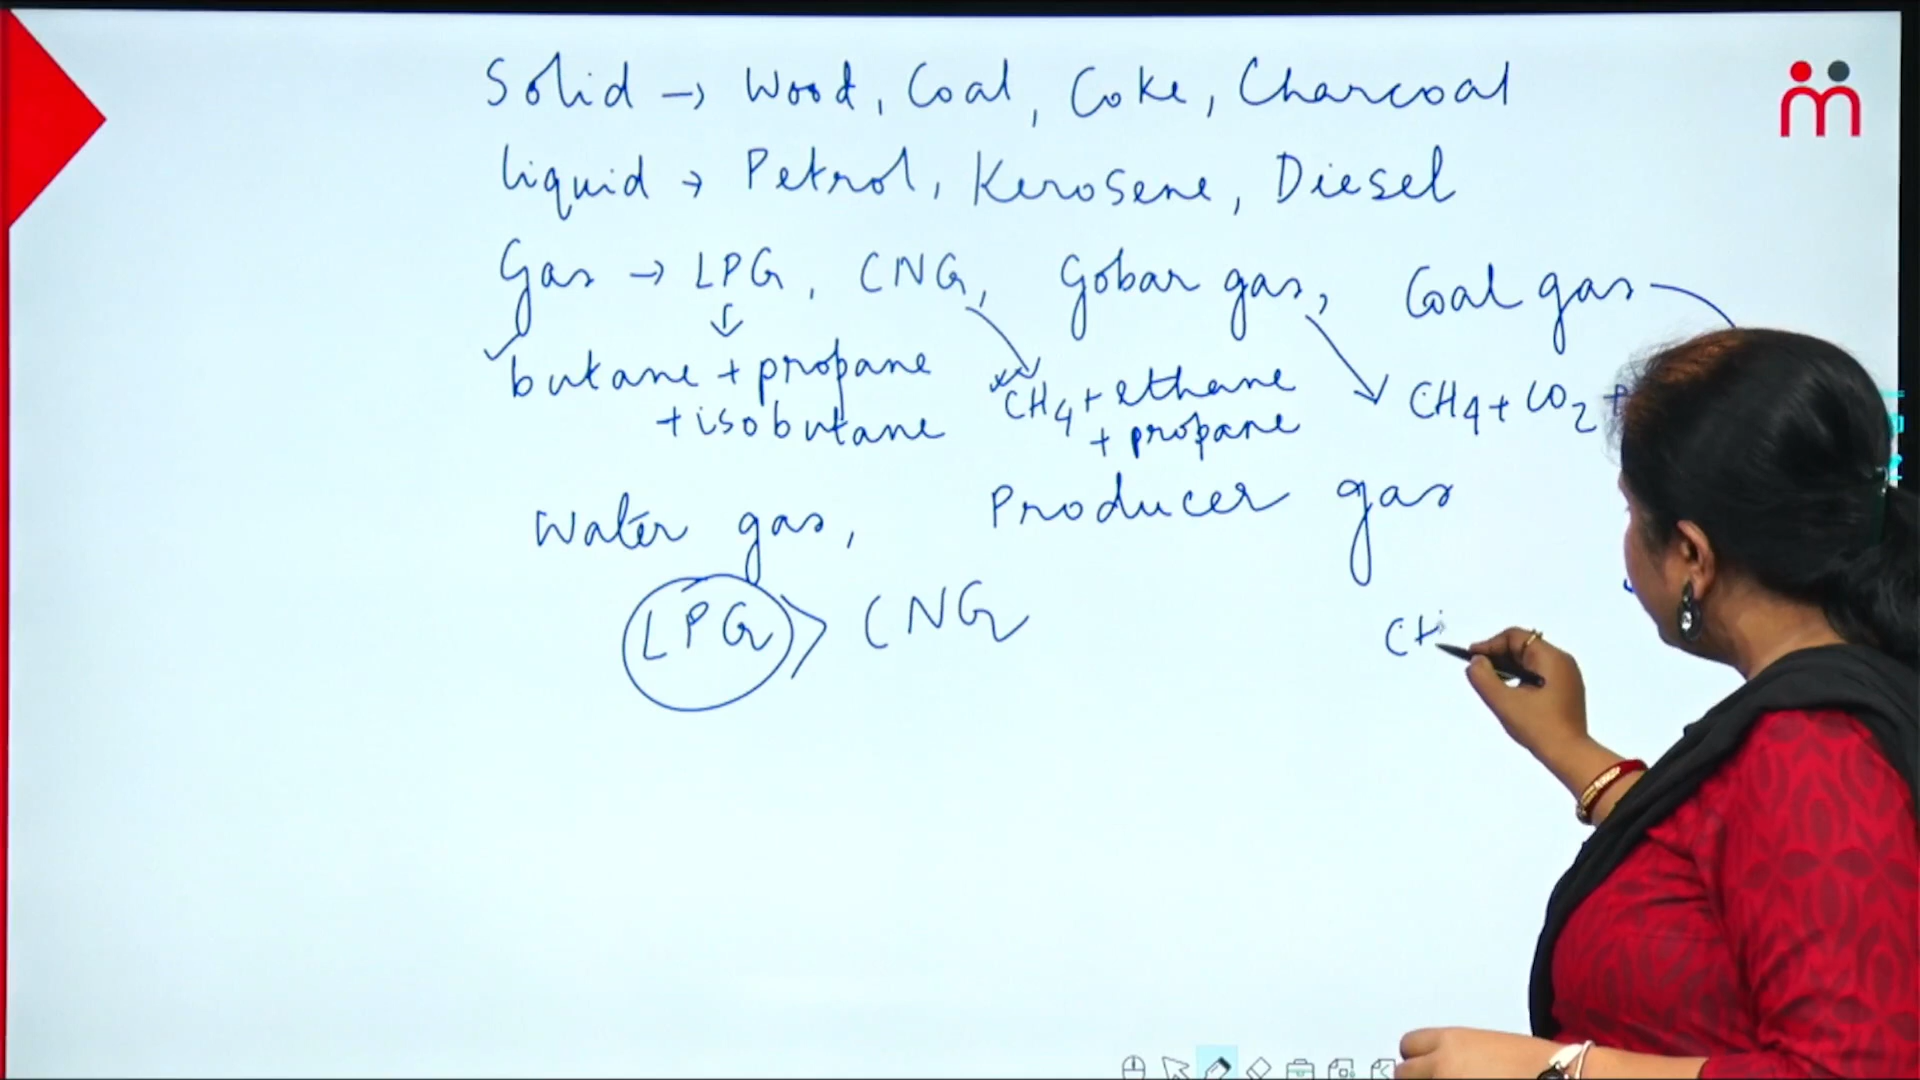 Solid → Wood, Coal, Coke, Charcoal
Liquid → Petrol, Kerosene, Diesel
Gas → LPG, CNG, Gobar gas, Coal gas
butane + propane
+ isobutane
CH4 + ethane
+ propane
CH4 + CO2 +
Water gas, Producer gas
LPG > CNG
CH